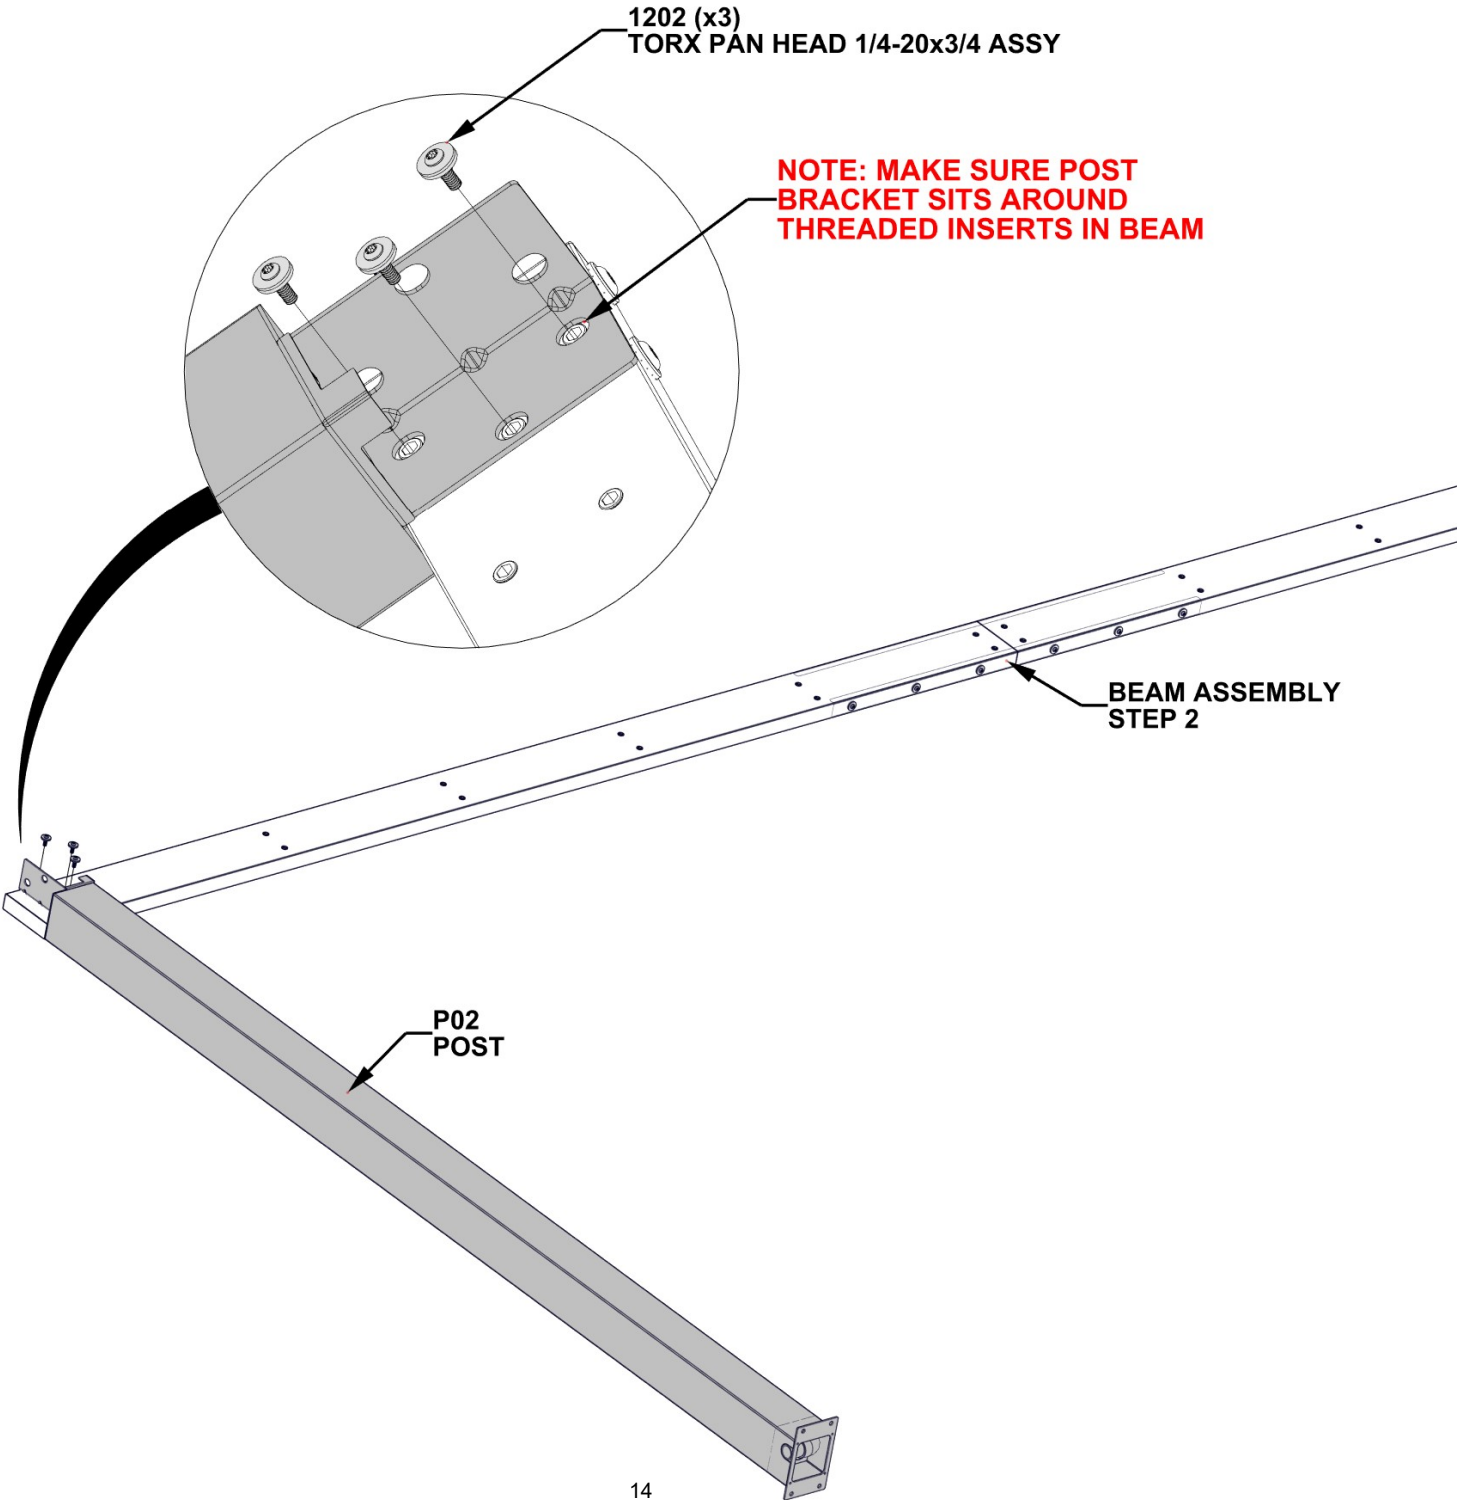 1202 (x3)
TORX PAN HEAD 1/4-20x3/4 ASSY
NOTE: MAKE SURE POST
BRACKET SITS AROUND
THREADED INSERTS IN BEAM
BEAM ASSEMBLY
STEP 2
P02
POST
14